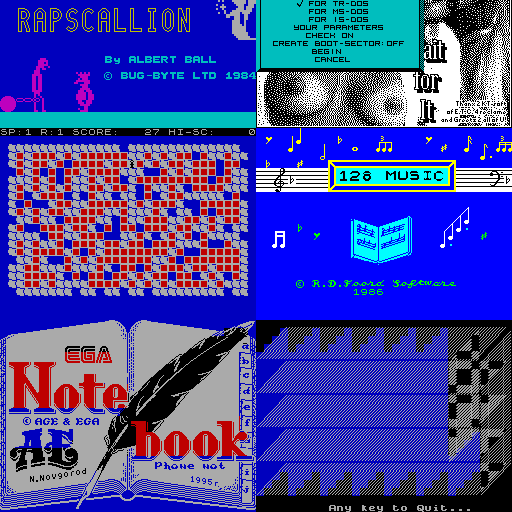 RAPSCALLION
By ALBERT BALL
© BUG-BYTE LTD 1984
✓ FOR TR-DOS
FOR MS-DOS
FOR IS-DOS
YOUR PARAMETERS
CHECK ON
CREATE BOOT-SECTOR:OFF
BEGIN
CANCEL
for
It
SP:1 R:1 SCORE: 27 HI-SC: 0
128 MUSIC
© R.D.Foord Software
1986
EGA
Note
© AGE & EGA
AE
book
Phone not
N.Novgorod
1995г.
a
b
c
d
e
Any key to Quit...